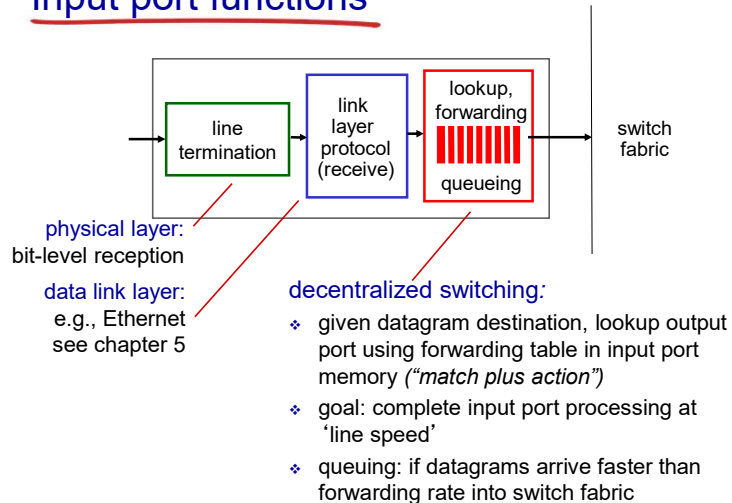 input port functions
line
termination
link
layer
protocol
(receive)
lookup,
forwarding
queueing
switch
fabric
physical layer:
bit-level reception
data link layer:
e.g., Ethernet
see chapter 5
decentralized switching:
❖ given datagram destination, lookup output
port using forwarding table in input port
memory (“match plus action”)
❖ goal: complete input port processing at
‘line speed’
❖ queuing: if datagrams arrive faster than
forwarding rate into switch fabric